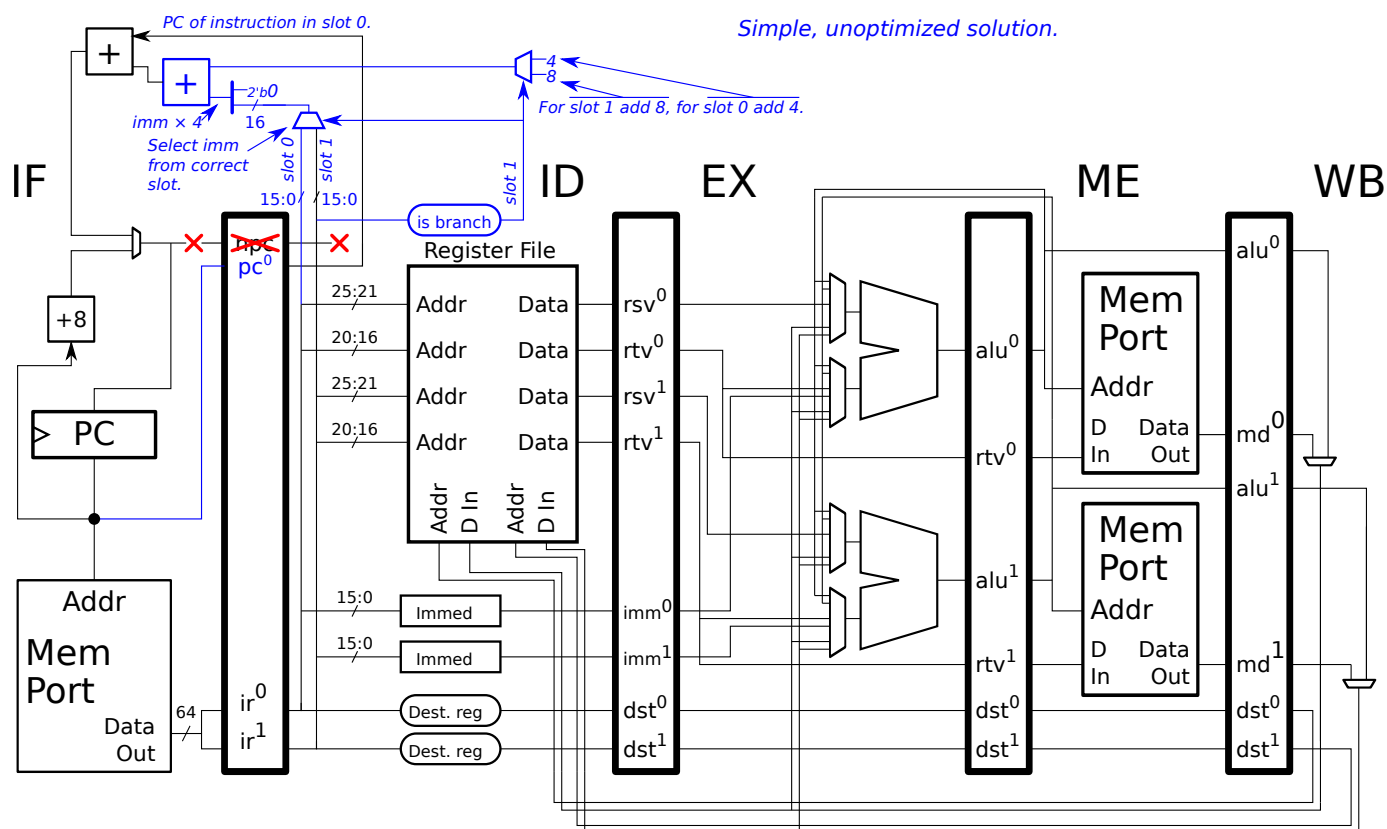 PC of instruction in slot 0.
Simple, unoptimized solution.
+
+
4
8
2'b0
For slot 1 add 8, for slot 0 add 4.
imm × 4
16
Select imm
from correct
slot.
slot 0
slot 1
slot 1
IF
ID
EX
ME
WB
15:0
15:0
is branch
npc
pc0
Register File
+8
PC
25:21
Addr
Data
20:16
Addr
Data
25:21
Addr
Data
20:16
Addr
Data
Addr
D In
Addr
D In
rsv0
rtv0
rsv1
rtv1
alu0
rtv0
alu1
rtv1
Mem
Port
Addr
D
In
Data
Out
Mem
Port
Addr
D
In
Data
Out
alu0
md0
alu1
md1
Addr
Mem
Port
Data
Out
64
ir0
ir1
15:0
Immed
imm0
15:0
Immed
imm1
Dest. reg
dst0
dst0
dst0
Dest. reg
dst1
dst1
dst1